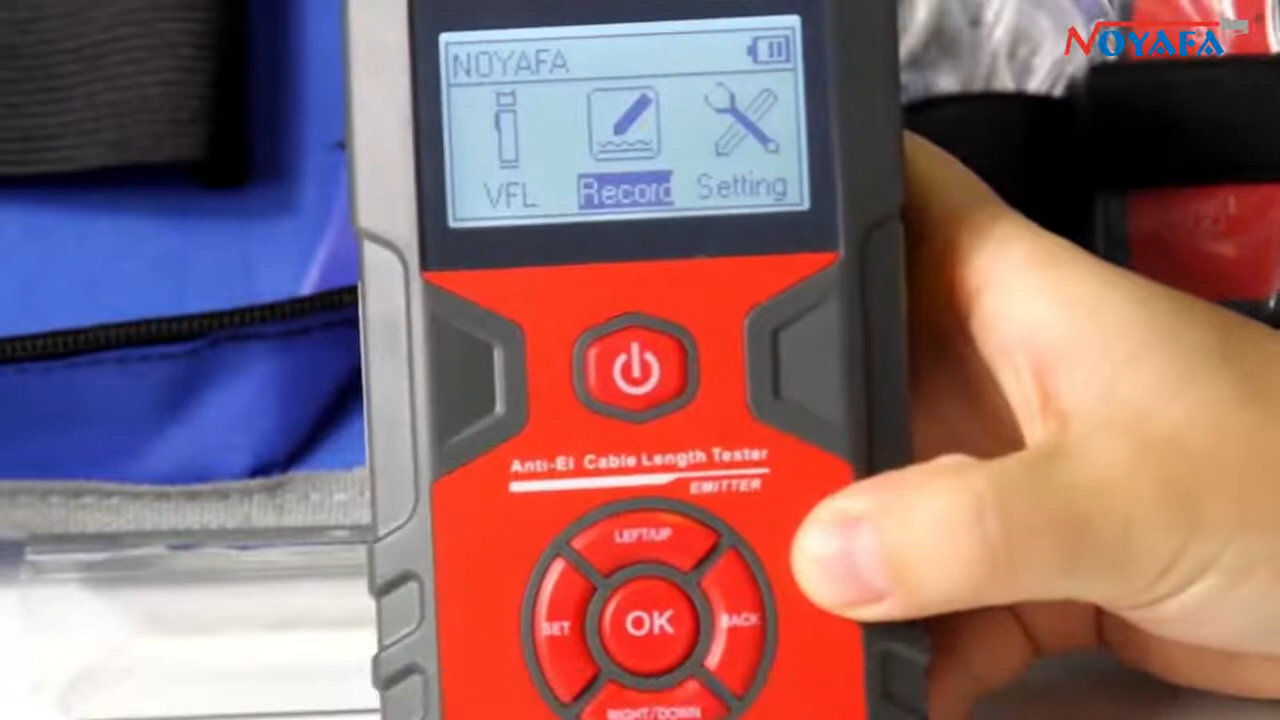 NOYAFA
NOYAFA
VFL Record Setting
Anti-EI Cable Length Tester
EMITTER
LEFT/UP
SET OK BACK
RIGHT/DOWN